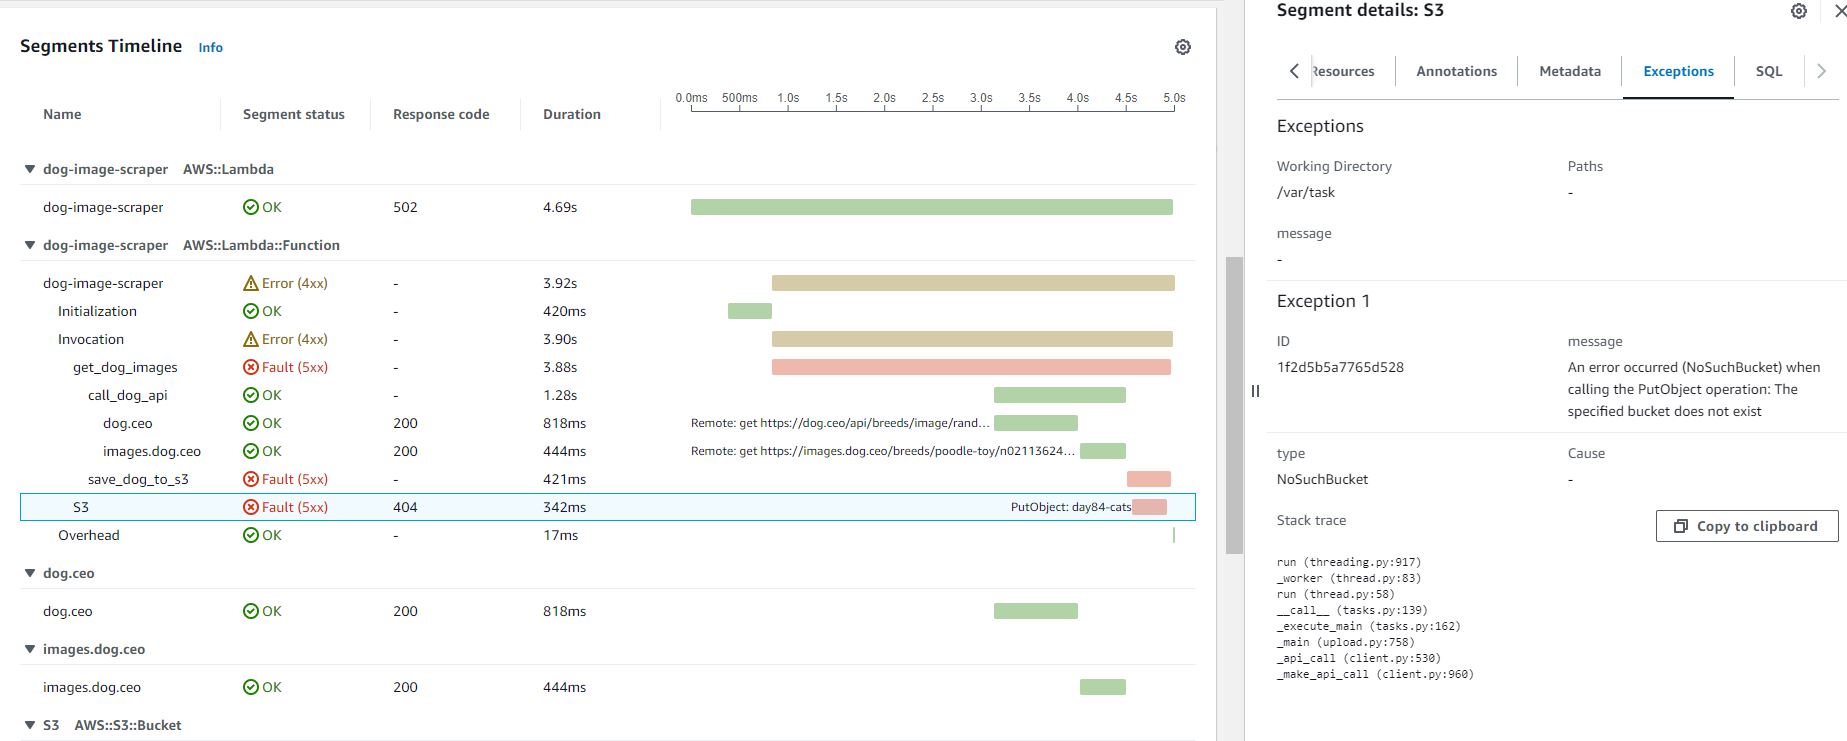 Segments Timeline Info
Name Segment status Response code Duration 0.0ms 500ms 1.0s 1.5s 2.0s 2.5s 3.0s 3.5s 4.0s 4.5s 5.0s
dog-image-scraper AWS::Lambda
dog-image-scraper OK 502 4.69s
dog-image-scraper AWS::Lambda::Function
dog-image-scraper Error (4xx) - 3.92s
Initialization OK - 420ms
Invocation Error (4xx) - 3.90s
get_dog_images Fault (5xx) - 3.88s
call_dog_api OK - 1.28s
dog.ceo OK 200 818ms Remote: get https://dog.ceo/api/breeds/image/rand...
images.dog.ceo OK 200 444ms Remote: get https://images.dog.ceo/breeds/poodle-toy/n02113624...
save_dog_to_s3 Fault (5xx) - 421ms
S3 Fault (5xx) 404 342ms PutObject: day84-cats
Overhead OK - 17ms
dog.ceo
dog.ceo OK 200 818ms
images.dog.ceo
images.dog.ceo OK 200 444ms
S3 AWS::S3::Bucket
Segment details: S3
Resources Annotations Metadata Exceptions SQL
Exceptions
Working Directory Paths
/var/task -
message
-
Exception 1
ID message
1f2d5b5a7765d528 An error occurred (NoSuchBucket) when
calling the PutObject operation: The
specified bucket does not exist
type Cause
NoSuchBucket -
Stack trace Copy to clipboard
run (threading.py:917)
_worker (thread.py:83)
run (thread.py:58)
__call__ (tasks.py:139)
_execute_main (tasks.py:162)
_main (upload.py:758)
_api_call (client.py:530)
_make_api_call (client.py:960)